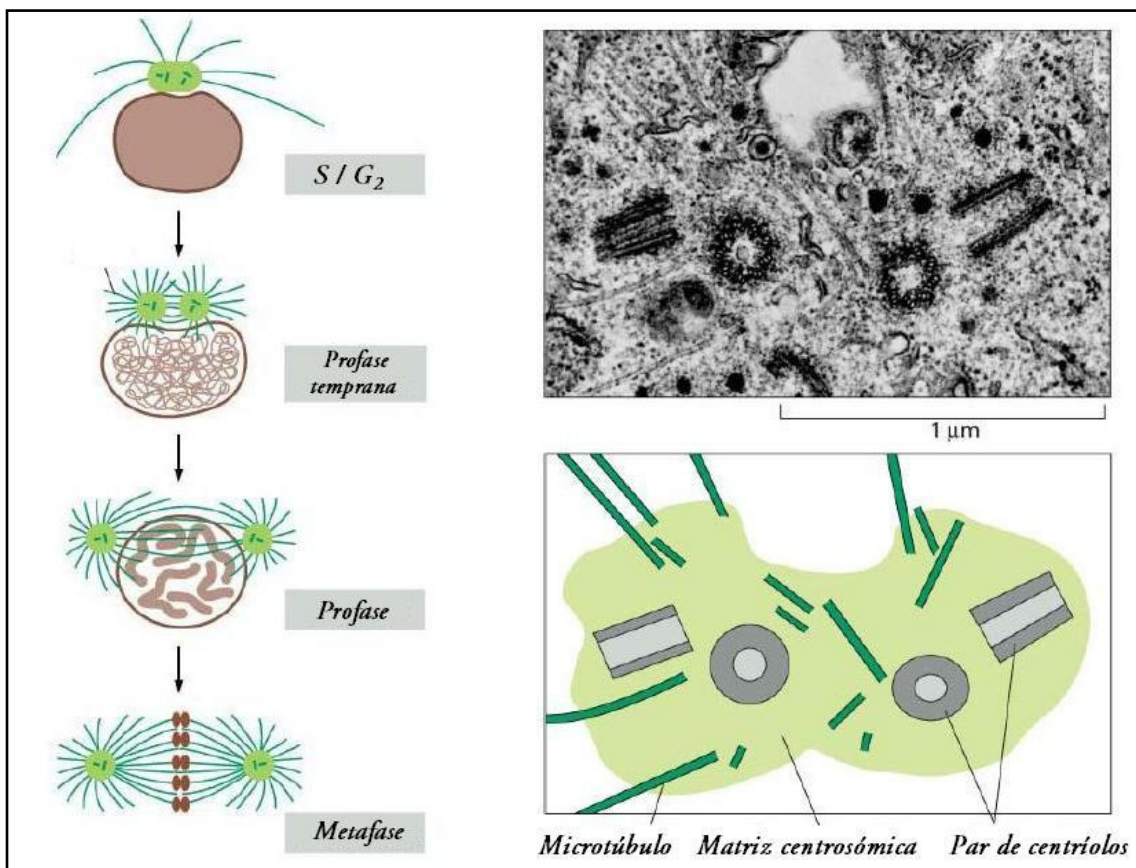 S / G₂
Profase
temprana
Profase
Metafase
1 µm
Microtúbulo Matriz centrosómica Par de centríolos